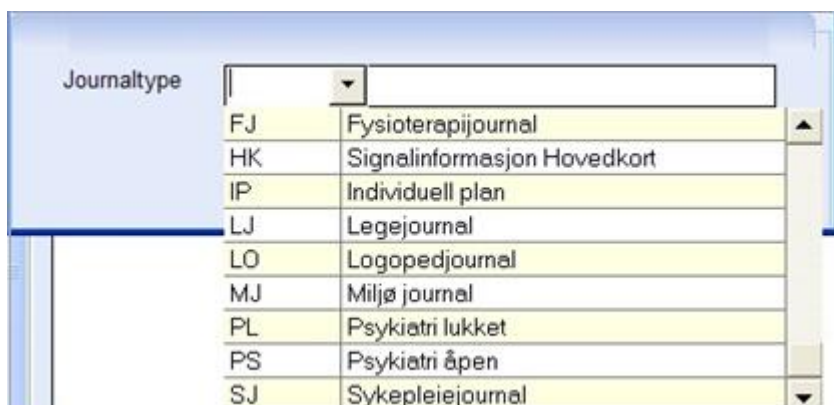 Journaltype
FJ Fysioterapijournal
HK Signalinformasjon Hovedkort
IP Individuell plan
LJ Legejournal
LO Logopedjournal
MJ Miljø journal
PL Psykiatri lukket
PS Psykiatri åpen
SJ Sykepleiejournal